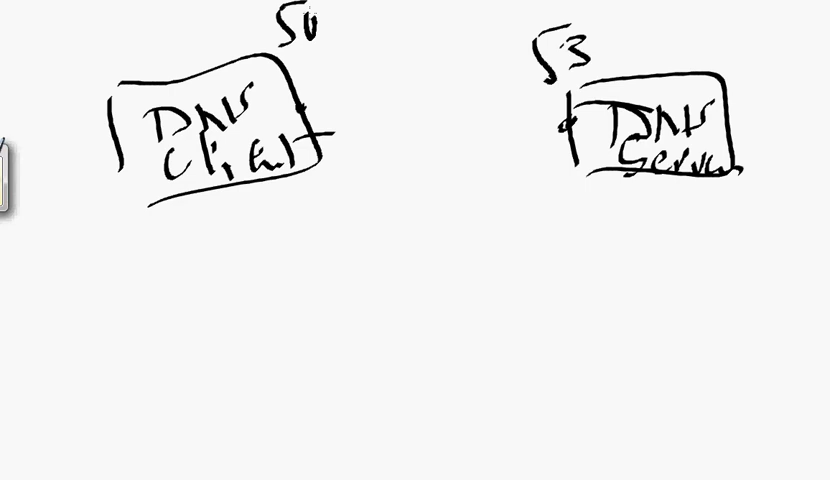 50
53
DNS
Client
DNS
Server